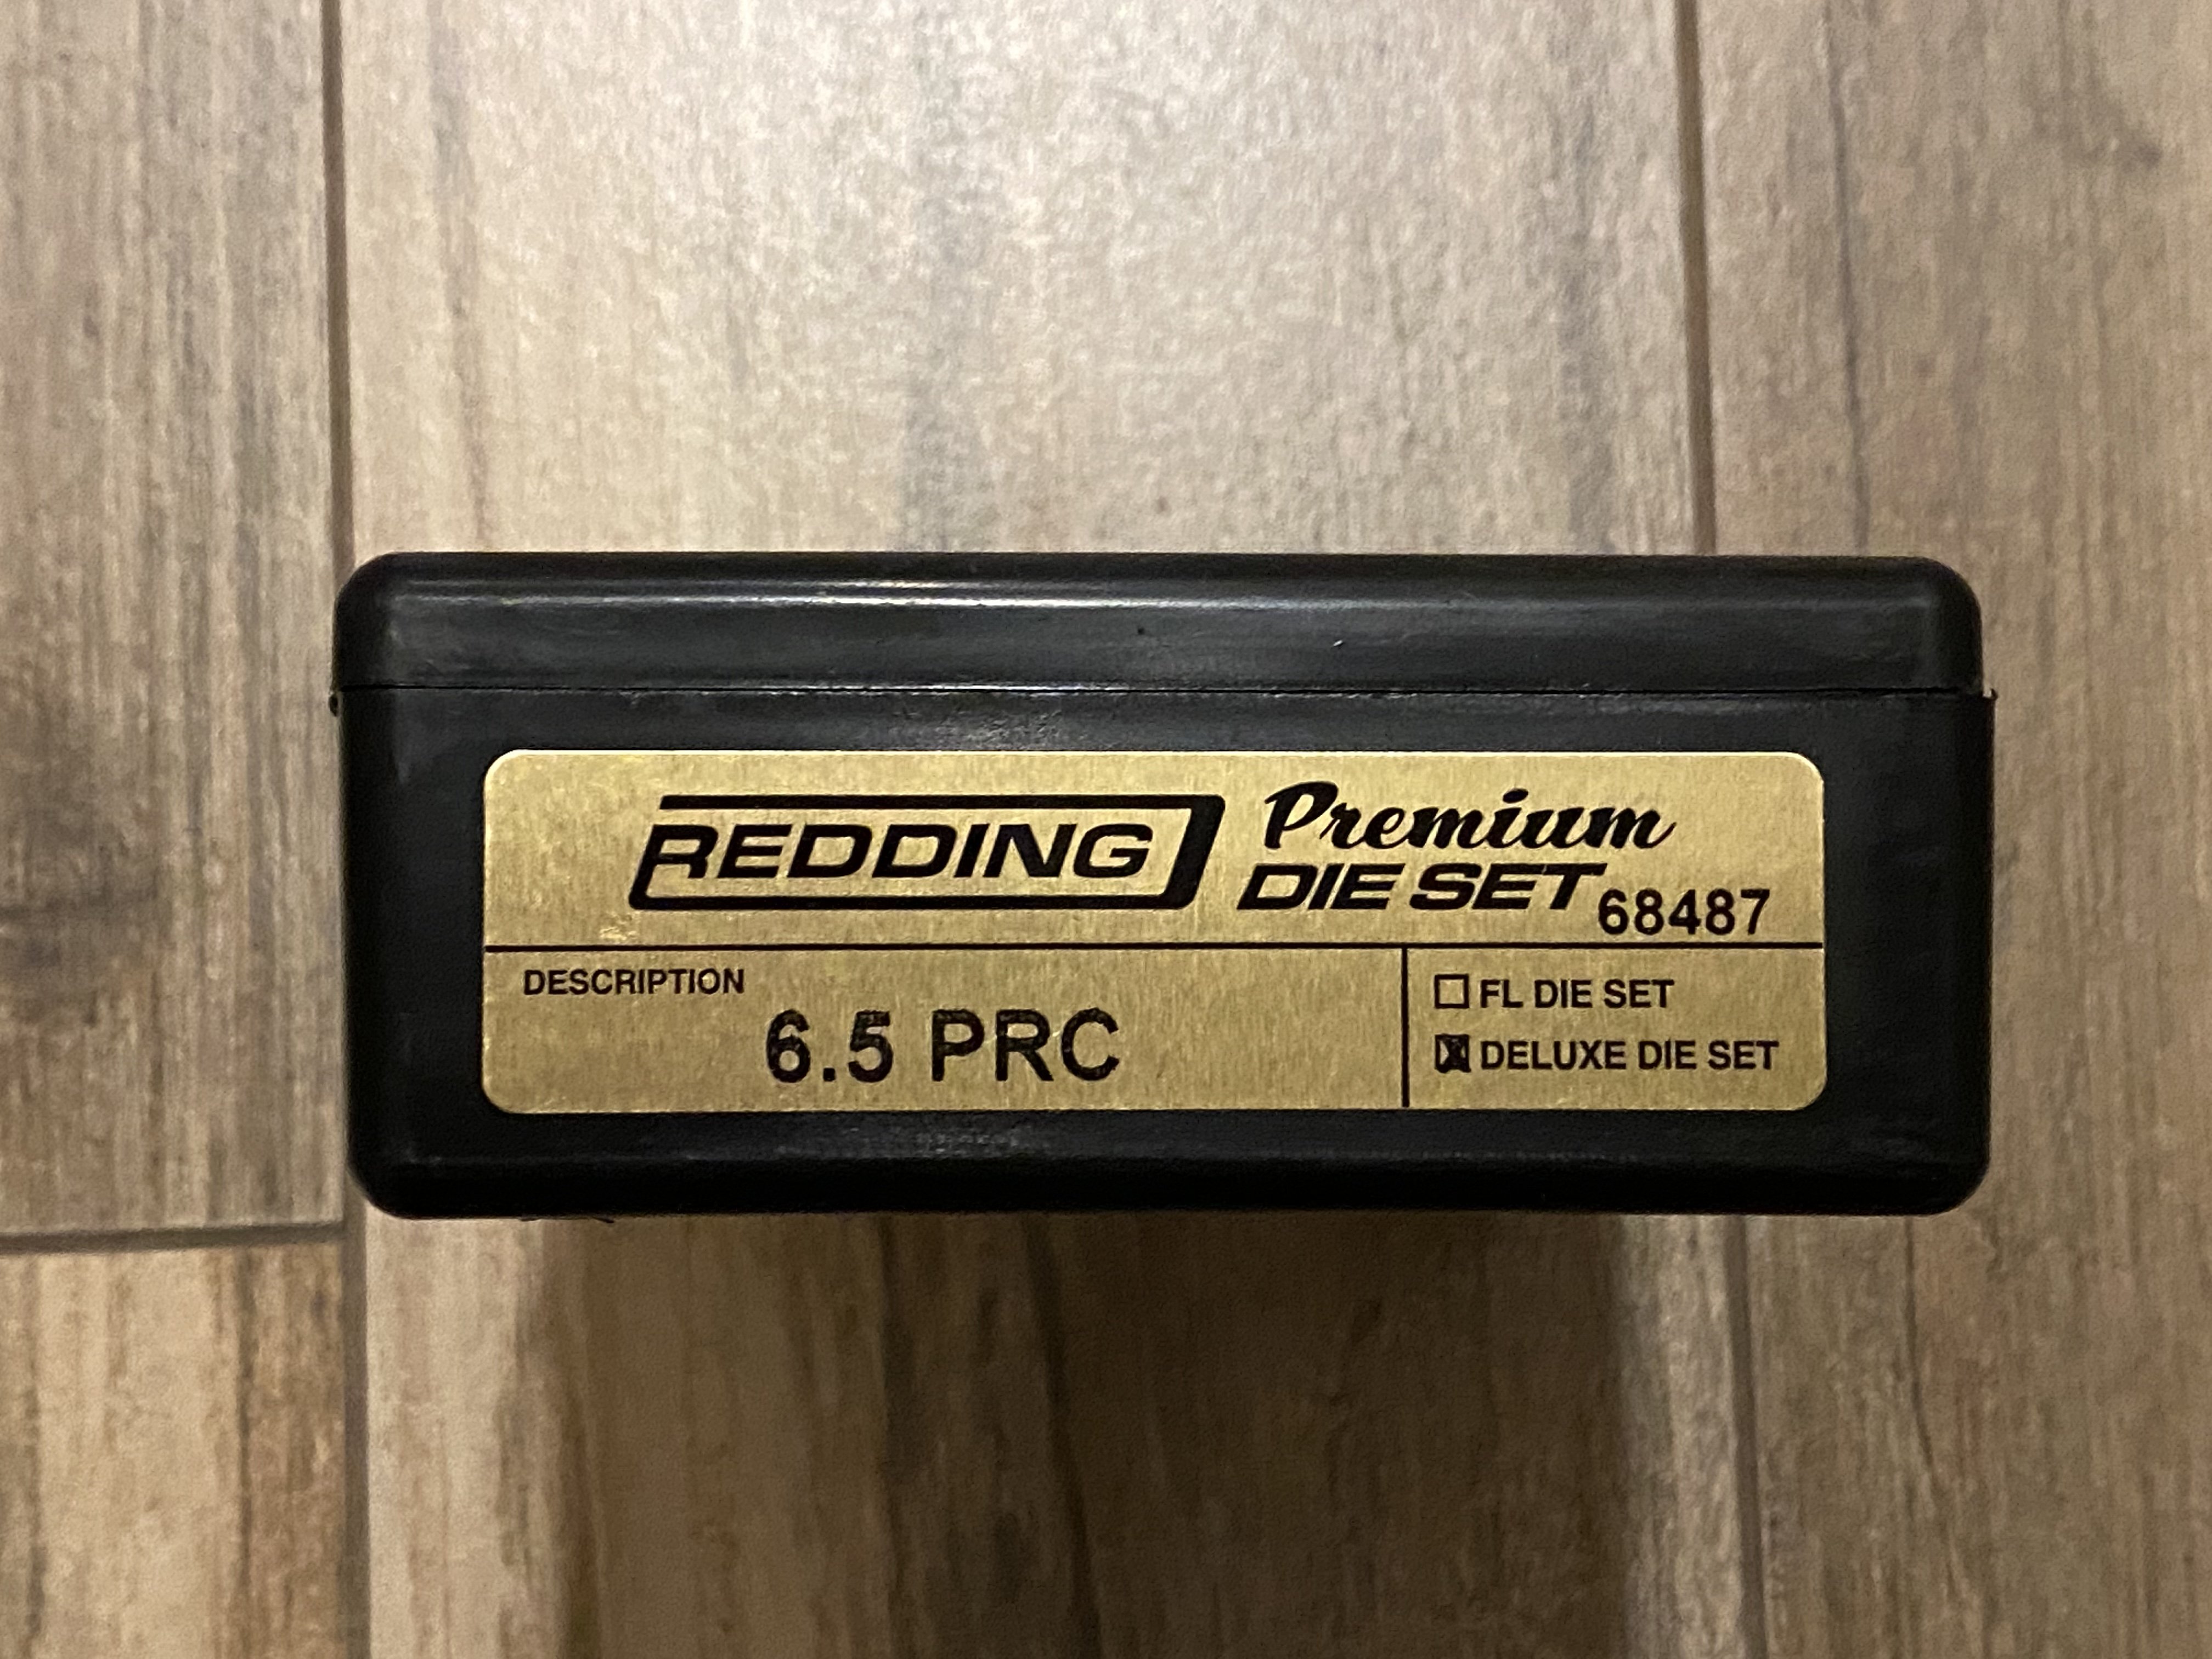 REDDING Premium
DIE SET 68487
DESCRIPTION
6.5 PRC
☐ FL DIE SET
☒ DELUXE DIE SET